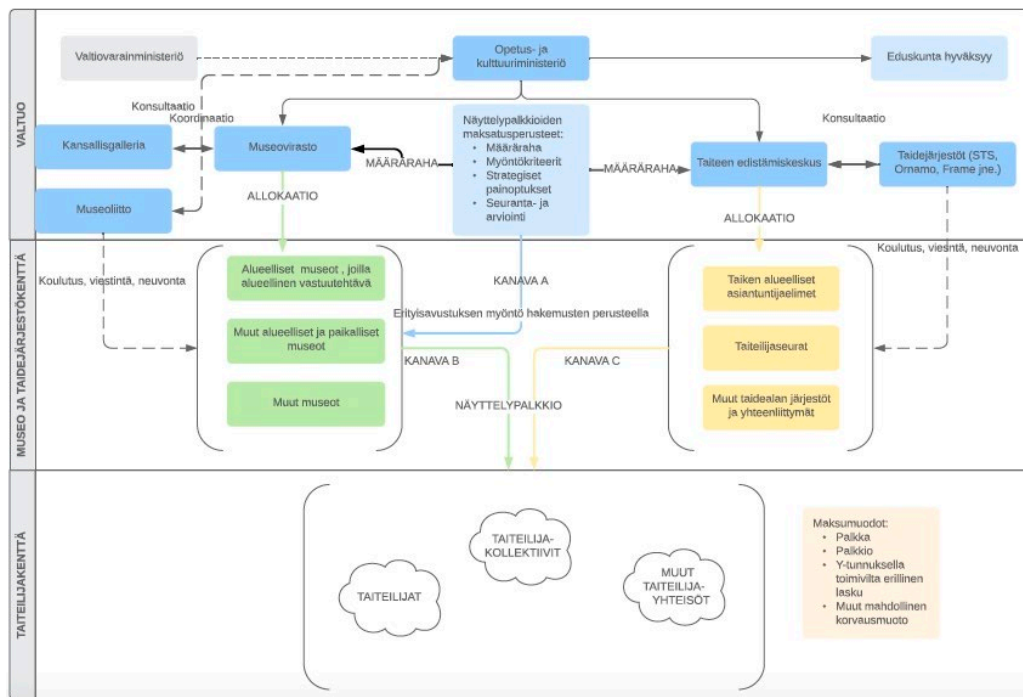 VALTUO
Valtiovarainministeriö
Opetus- ja
kulttuuriministeriö
Eduskunta hyväksyy
Konsultaatio
Koordinaatio
Kansallisgalleria
Museovirasto
Museoliitto
MÄÄRÄRAHA
Näyttelypalkkioiden
maksatusperusteet:
• Määräraha
• Myöntökriteerit
• Strategiset
painoptukset
• Seuranta- ja
arviointi
MÄÄRÄRAHA
Konsultaatio
Taiteen edistämiskeskus
Taidejärjestöt (STS,
Ornamo, Frame jne.)
ALLOKAATIO
ALLOKAATIO
MUSEO JA TAIDEJÄRJESTÖKENTTÄ
Koulutus, viestintä, neuvonta
Koulutus, viesintä, neuvonta
Alueelliset museot , joilla
alueellinen vastuutehtävä
Muut alueelliset ja paikalliset
museot
Muut museot
KANAVA A
Erityisavustuksen myöntö hakemusten perusteella
KANAVA B
KANAVA C
NÄYTTELYPALKKIO
Taiken alueelliset
asiantuntijaelimet
Taiteilijaseurat
Muut taidealan järjestöt
ja yhteenliittymät
TAITEILIJAKENTTÄ
TAITEILIJAT
TAITEILIJA-
KOLLEKTIIVIT
MUUT
TAITEILIJA-
YHTEISÖT
Maksumuodot:
• Palkka
• Palkkio
• Y-tunnuksella
toimivilta erillinen
lasku
• Muut mahdollinen
korvausmuoto